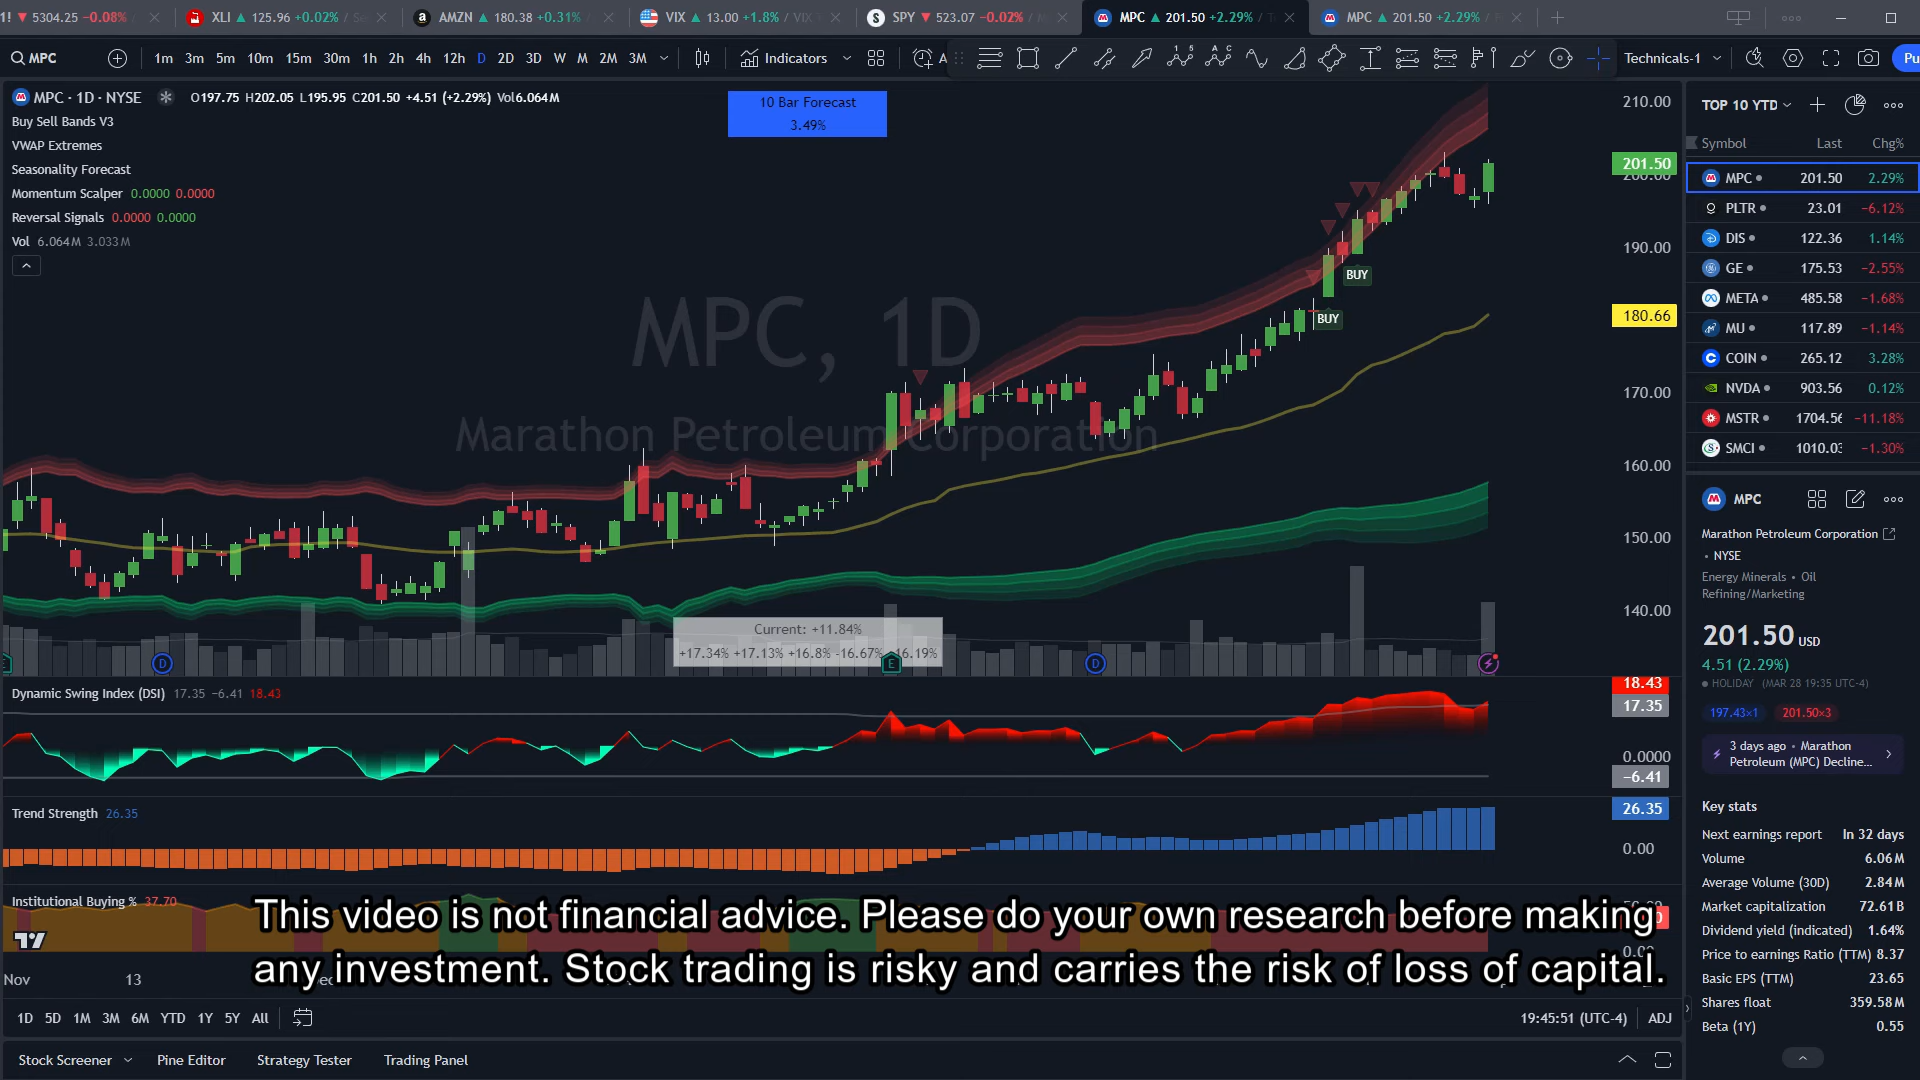 1! ▼ 5304.25 −0.08% /
XLI ▲ 125.96 +0.02% / Se
AMZN ▲ 180.38 +0.31% /
VIX ▲ 13.00 +1.8% / VIX
SPY ▼ 523.07 −0.02% / M
MPC ▲ 201.50 +2.29% / T
MPC ▲ 201.50 +2.29% /
MPC
1m 3m 5m 10m 15m 30m 1h 2h 4h 12h D 2D 3D W M 2M 3M
Indicators
A
Technicals-1
Pu
MPC · 1D · NYSE O197.75 H202.05 L195.95 C201.50 +4.51 (+2.29%) Vol6.064M
Buy Sell Bands V3
VWAP Extremes
Seasonality Forecast
Momentum Scalper 0.0000 0.0000
Reversal Signals 0.0000 0.0000
Vol 6.064M 3.033M
10 Bar Forecast
3.49%
MPC, 1D
Marathon Petroleum Corporation
BUY
BUY
210.00
201.50
200.00
190.00
180.66
170.00
160.00
150.00
140.00
Current: +11.84%
+17.34% +17.13% +16.8% -16.67% 16.19%
D
E
D
Dynamic Swing Index (DSI) 17.35 −6.41 18.43
18.43
17.35
0.0000
−6.41
Trend Strength 26.35
26.35
0.00
Institutional Buying % 37.70
This video is not financial advice. Please do your own research before making
any investment. Stock trading is risky and carries the risk of loss of capital.
Nov 13
1D 5D 1M 3M 6M YTD 1Y 5Y All
19:45:51 (UTC-4) ADJ
Stock Screener Pine Editor Strategy Tester Trading Panel
TOP 10 YTD
Symbol Last Chg%
MPC 201.50 2.29%
PLTR 23.01 −6.12%
DIS 122.36 1.14%
GE 175.53 −2.55%
META 485.58 −1.68%
MU 117.89 −1.14%
COIN 265.12 3.28%
NVDA 903.56 0.12%
MSTR 1704.56 −11.18%
SMCI 1010.03 −1.30%
MPC
Marathon Petroleum Corporation
• NYSE
Energy Minerals • Oil
Refining/Marketing
201.50 USD
4.51 (2.29%)
HOLIDAY (MAR 28 19:35 UTC-4)
197.43×1 201.50×3
3 days ago • Marathon
Petroleum (MPC) Decline...
Key stats
Next earnings report In 32 days
Volume 6.06M
Average Volume (30D) 2.84M
Market capitalization 72.61B
Dividend yield (indicated) 1.64%
Price to earnings Ratio (TTM) 8.37
Basic EPS (TTM) 23.65
Shares float 359.58M
Beta (1Y) 0.55